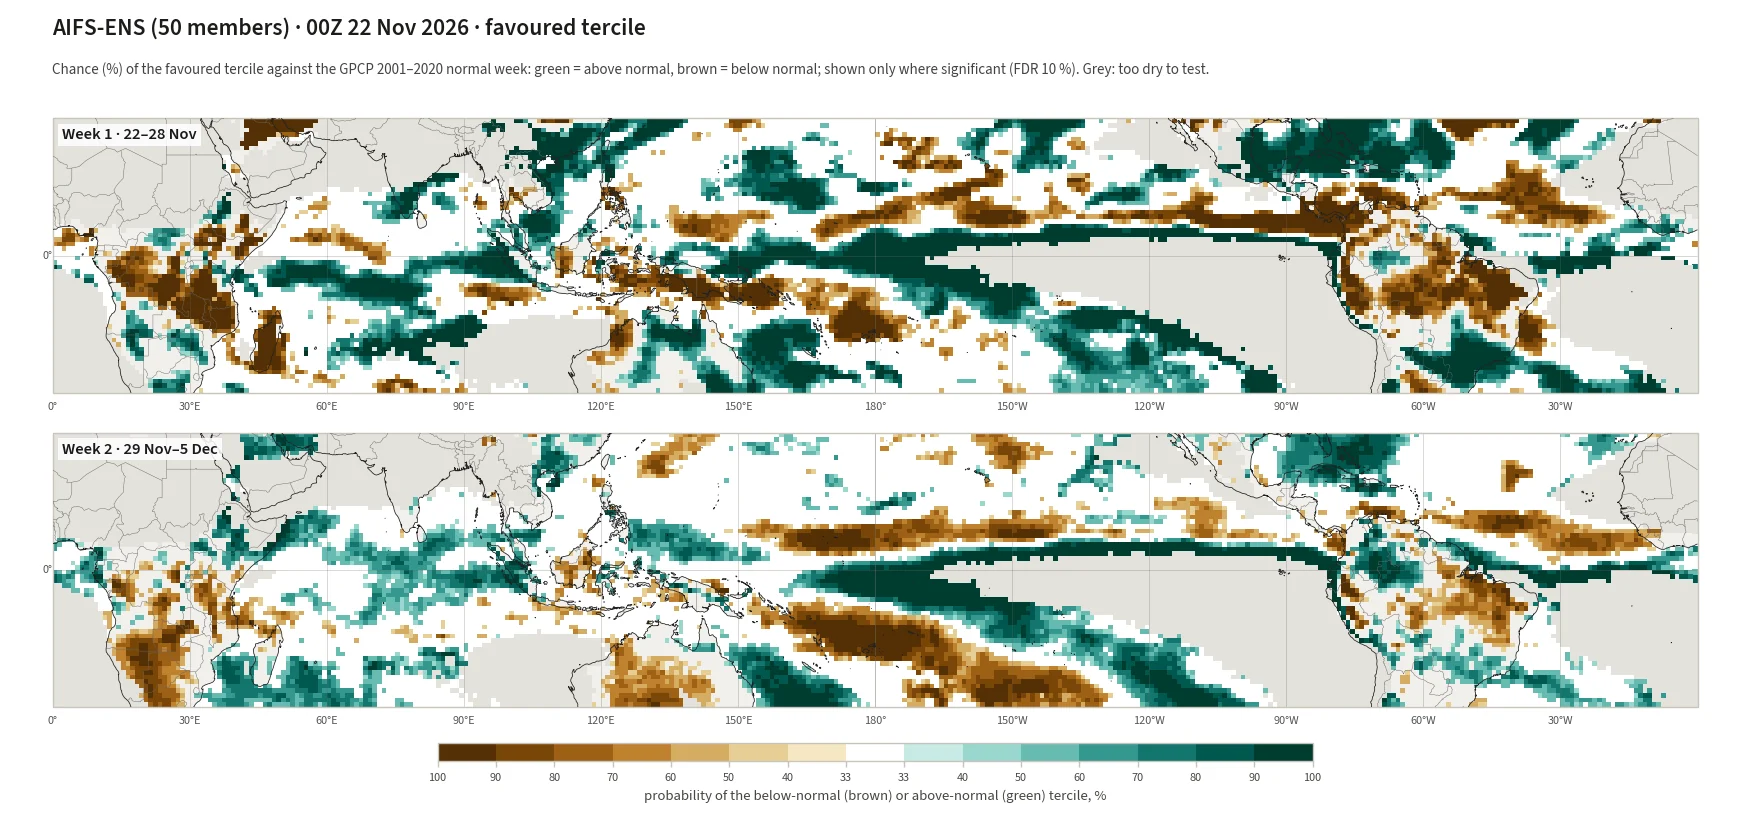 AIFS-ENS (50 members) · 00Z 22 Nov 2026 · favoured tercile
Chance (%) of the favoured tercile against the GPCP 2001–2020 normal week: green = above normal, brown = below normal; shown only where significant (FDR 10 %). Grey: too dry to test.
Week 1 · 22–28 Nov
0°
0° 30°E 60°E 90°E 120°E 150°E 180° 150°W 120°W 90°W 60°W 30°W
Week 2 · 29 Nov–5 Dec
0°
0° 30°E 60°E 90°E 120°E 150°E 180° 150°W 120°W 90°W 60°W 30°W
100 90 80 70 60 50 40 33 33 40 50 60 70 80 90 100
probability of the below-normal (brown) or above-normal (green) tercile, %